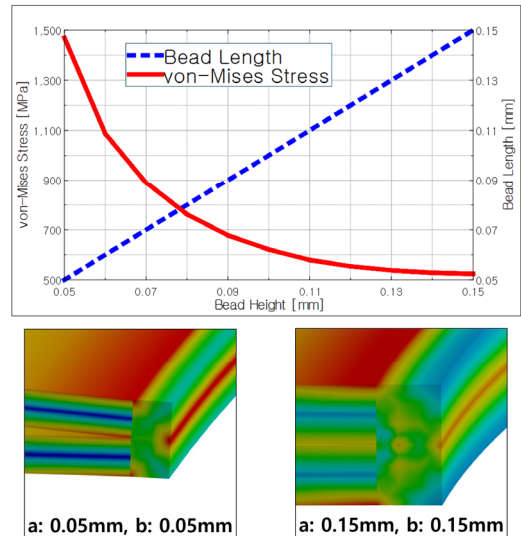 1.500
1.300
1.100
900
700
500
von-Mises Stress [MPa]
Bead Length
von-Mises Stress
0.15
0.13
0.11
0.09
0.07
0.05
Bead Length [mm]
0.05 0.07 0.09 0.11 0.13 0.15
Bead Height [mm]
a: 0.05mm, b: 0.05mm
a: 0.15mm, b: 0.15mm